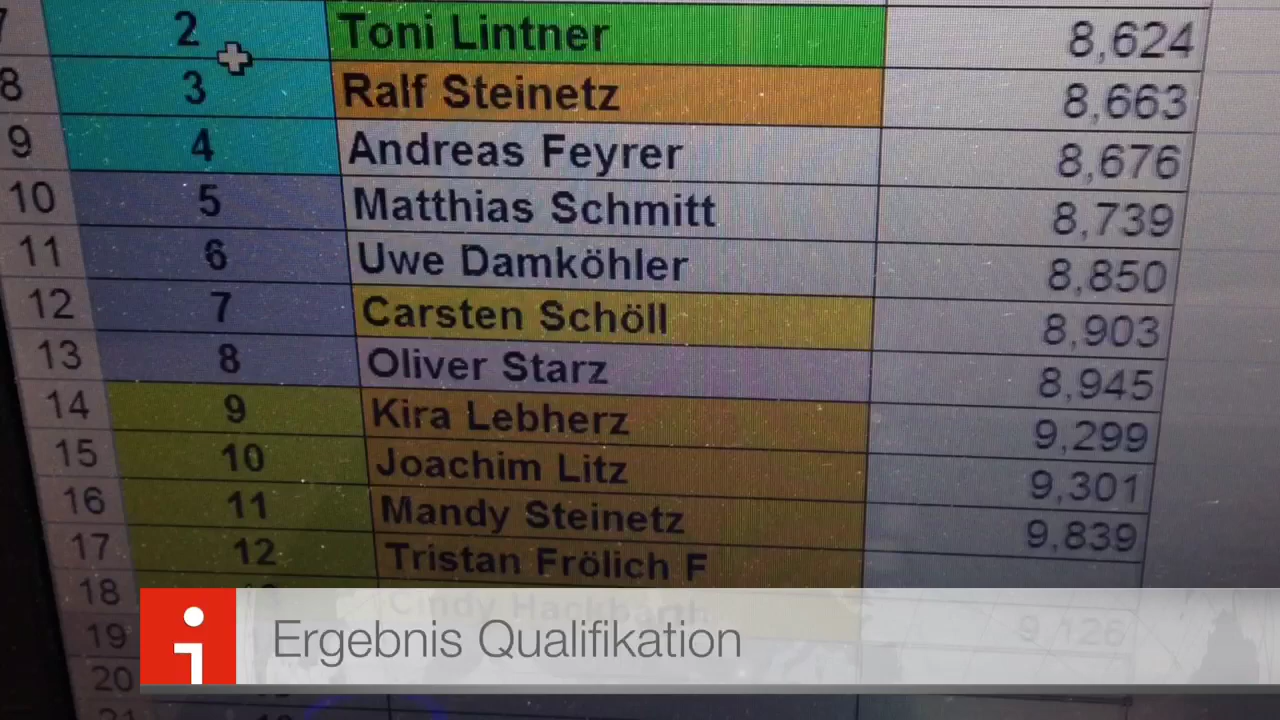 7 2 Toni Lintner 8,624
8 3 Ralf Steinetz 8,663
9 4 Andreas Feyrer 8,676
10 5 Matthias Schmitt 8,739
11 6 Uwe Damköhler 8,850
12 7 Carsten Schöll 8,903
13 8 Oliver Starz 8,945
14 9 Kira Lebherz 9,299
15 10 Joachim Litz 9,301
16 11 Mandy Steinetz 9,839
17 12 Tristan Frölich F
18 Cindy 9,126
19
20
i Ergebnis Qualifikation